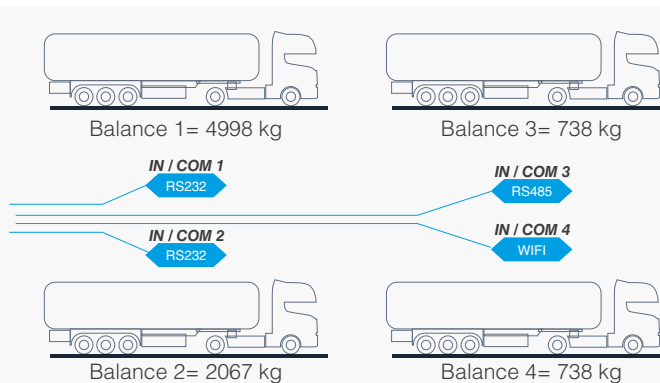 Balance 1= 4998 kg
Balance 3= 738 kg
IN / COM 1
RS232
IN / COM 3
RS485
IN / COM 2
RS232
IN / COM 4
WIFI
Balance 2= 2067 kg
Balance 4= 738 kg